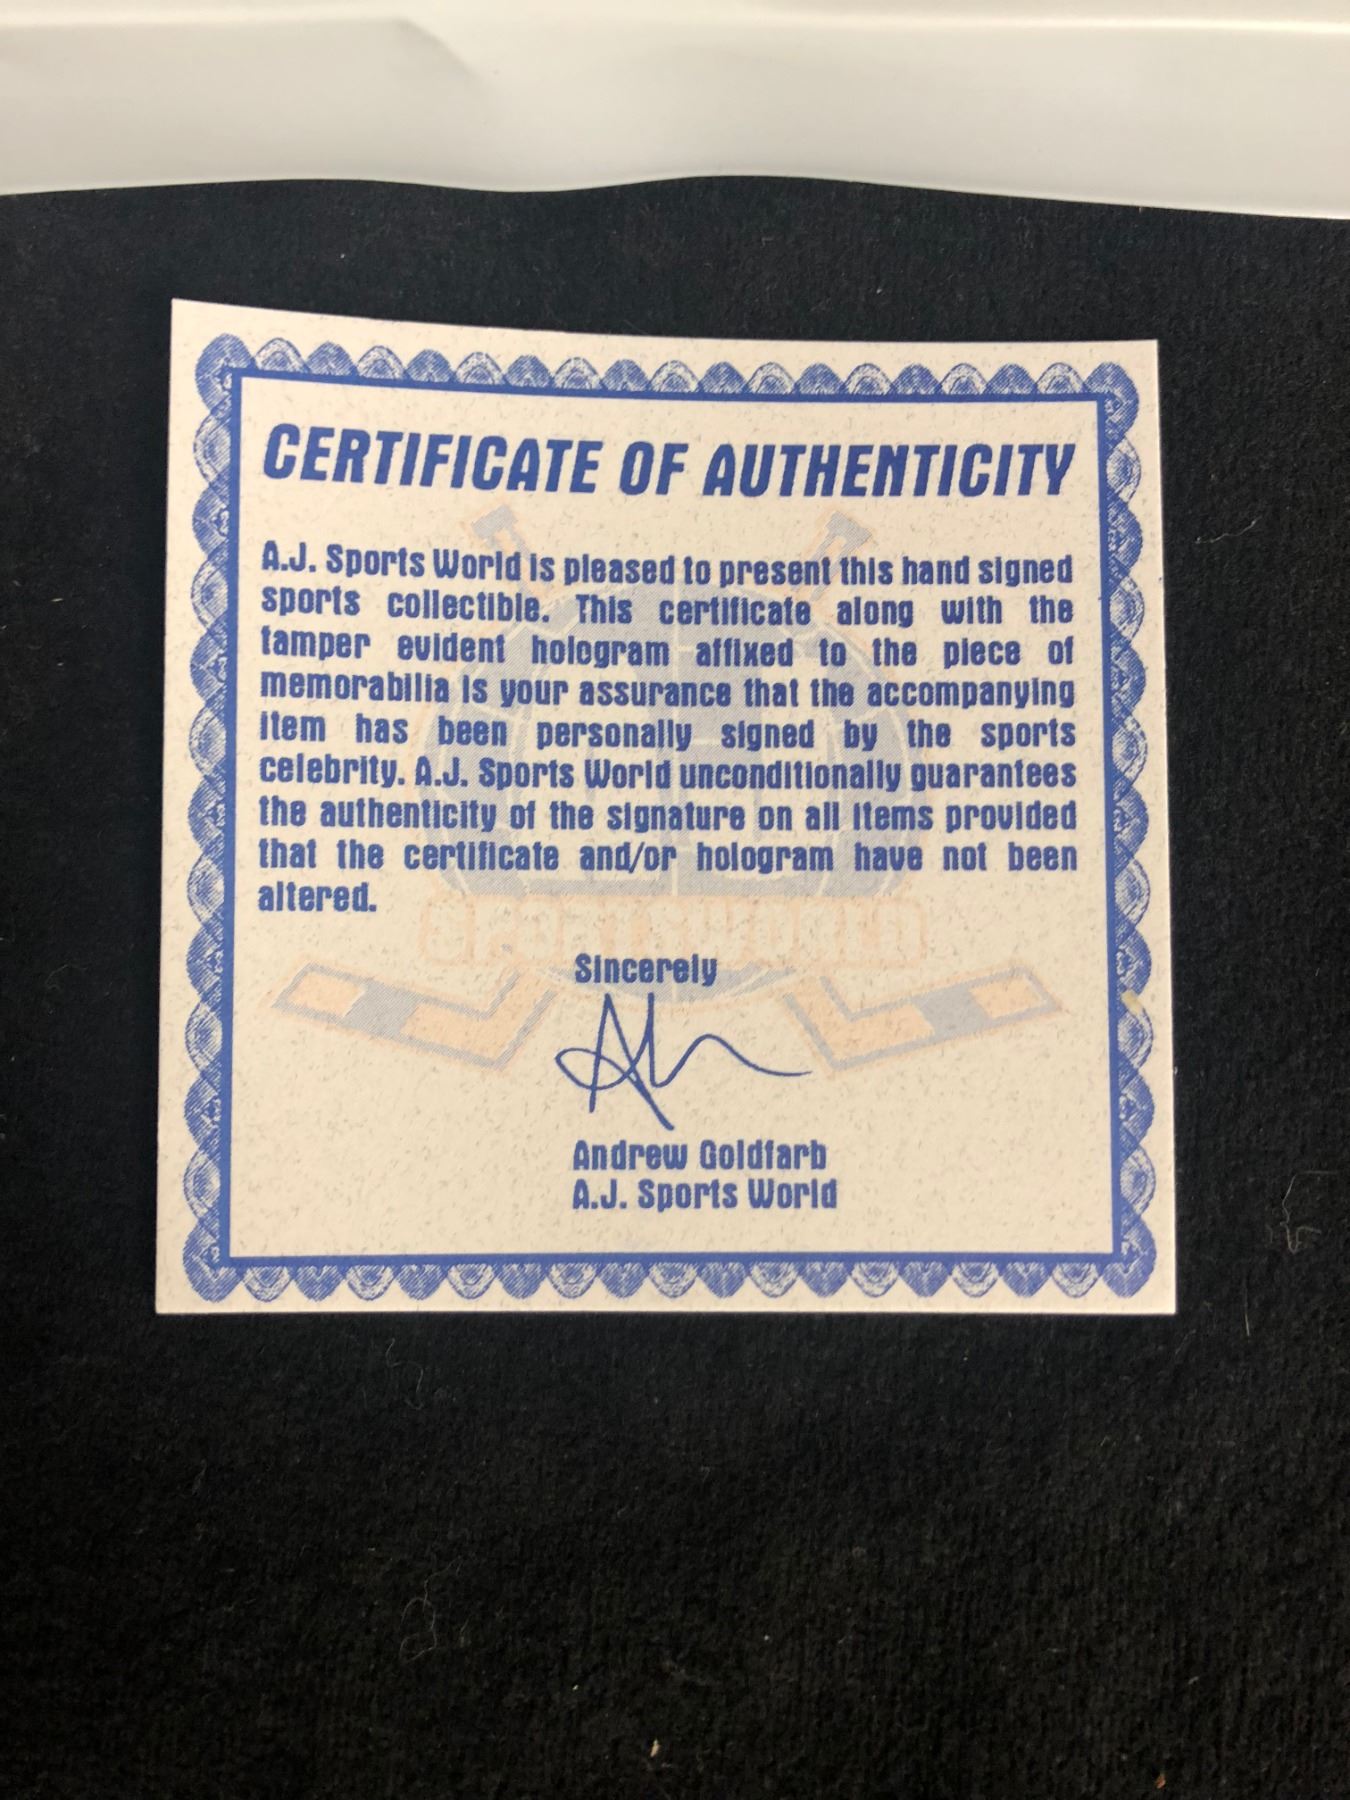 CERTIFICATE OF AUTHENTICITY
A.J. Sports World is pleased to present this hand signed
sports collectible. This certificate along with the
tamper evident hologram affixed to the piece of
memorabilia is your assurance that the accompanying
item has been personally signed by the sports
celebrity. A.J. Sports World unconditionally guarantees
the authenticity of the signature on all items provided
that the certificate and/or hologram have not been
altered.
SPORTSWORLD
Sincerely
Andrew Goldfarb
A.J. Sports World